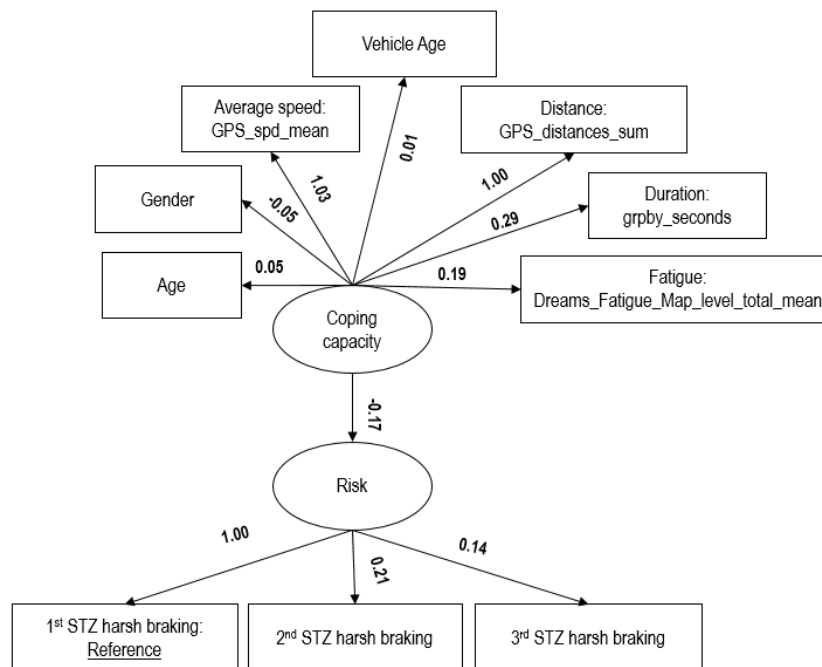 Vehicle Age
Average speed:
GPS_spd_mean
Distance:
GPS_distances_sum
0.01
1.03
1.00
Gender
-0.05
Duration:
grpby_seconds
0.29
Age
0.05
0.19
Fatigue:
Dreams_Fatigue_Map_level_total_mean
Coping
capacity
-0.17
Risk
1.00
0.21
0.14
1st STZ harsh braking:
Reference
2nd STZ harsh braking
3rd STZ harsh braking